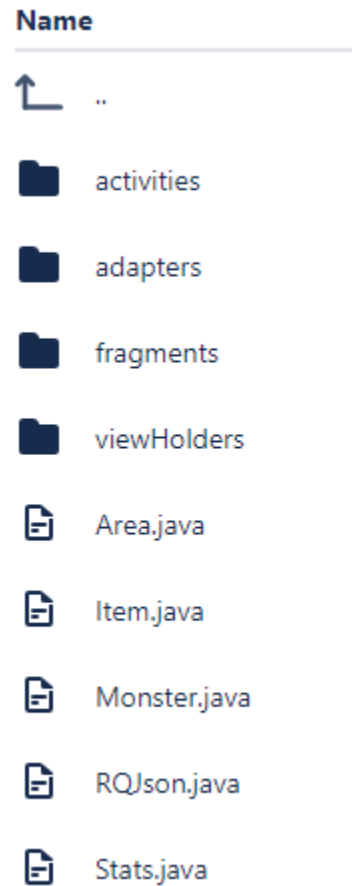 Name
..
activities
adapters
fragments
viewHolders
Area.java
Item.java
Monster.java
RQJson.java
Stats.java